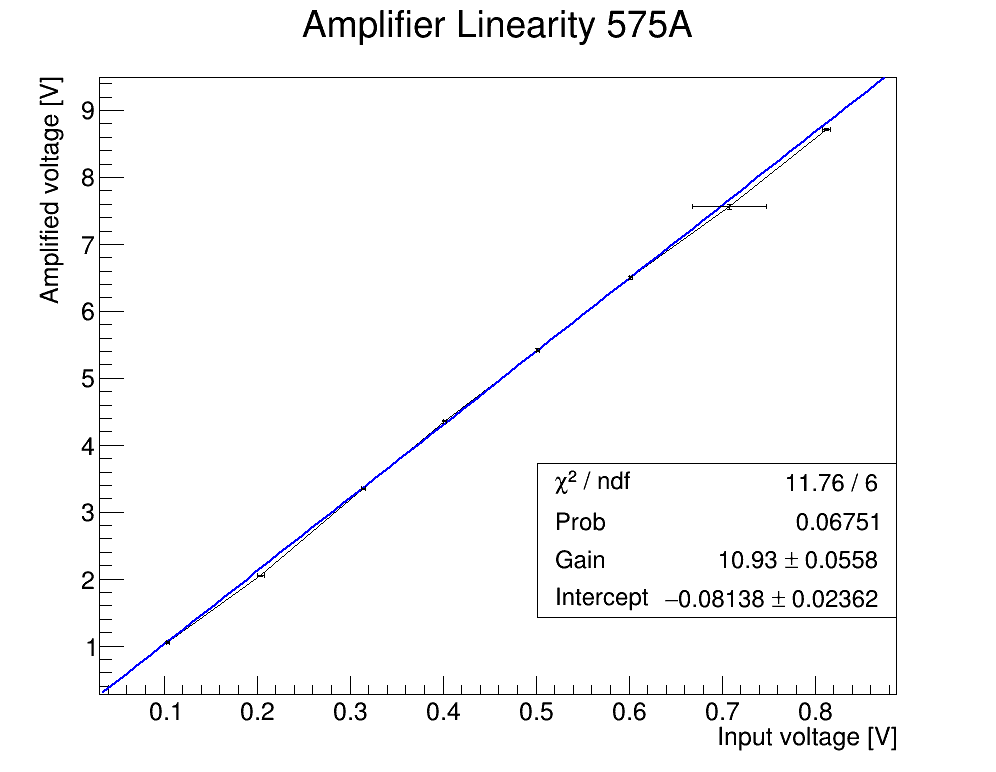 Amplifier Linearity 575A
Amplified voltage [V]
9
8
7
6
5
4
3
2
1
χ² / ndf 11.76 / 6
Prob 0.06751
Gain 10.93 ± 0.0558
Intercept −0.08138 ± 0.02362
0.1 0.2 0.3 0.4 0.5 0.6 0.7 0.8
Input voltage [V]